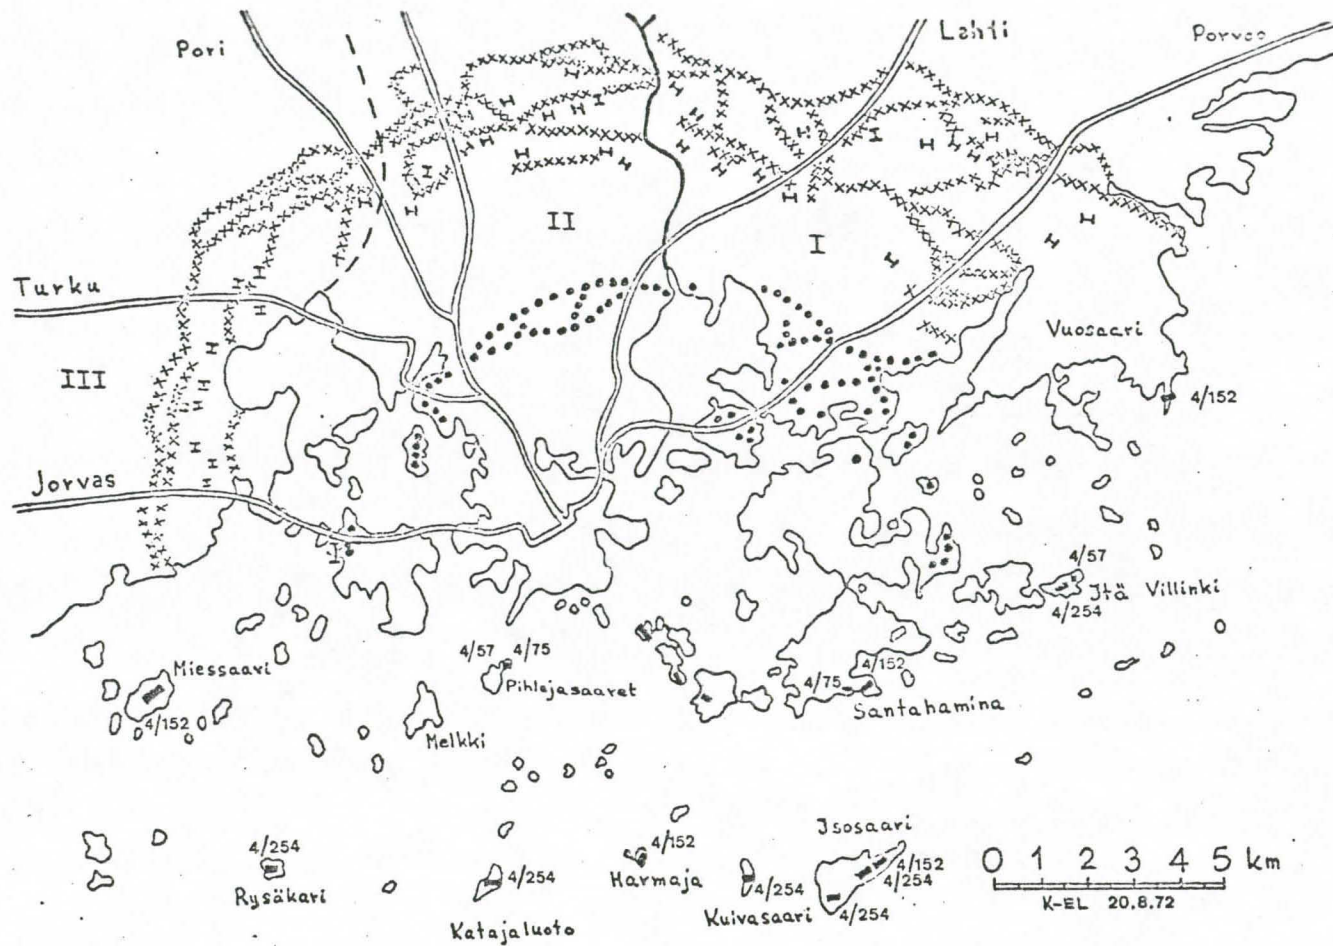 Pori
Lahti
Porvoo
II
I
Turku
III
Vuosaari
4/152
Jorvas
4/57
Itä Villinki
4/254
4/57 4/75
Pihlajasaaret
Miessaari
4/152
Melkki
4/152
4/75
Santahamina
4/254
Rysäkari
4/254
Katajaluoto
4/152
Harmaja
4/254
Kuivasaari
Isosaari
4/152
4/254
4/254
0 1 2 3 4 5 km
K-EL 20.8.72